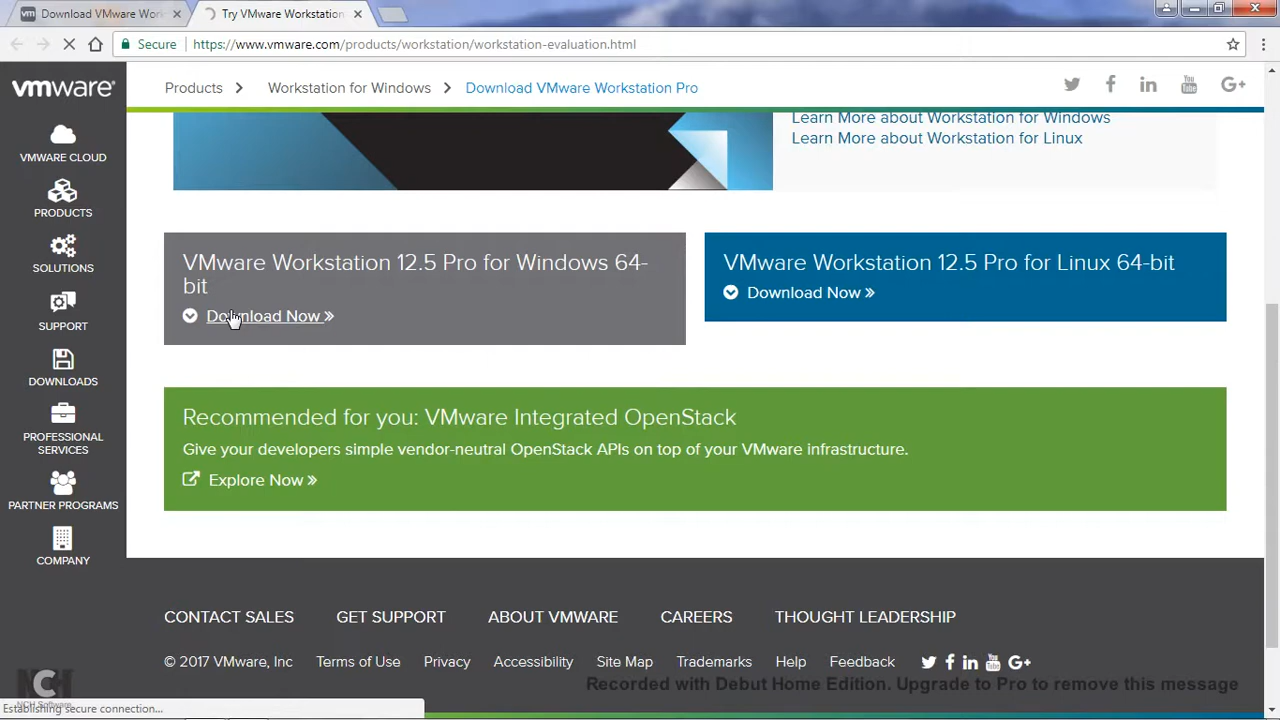 Download VMware Work
Try VMware Workstation
Secure
https://www.vmware.com/products/workstation/workstation-evaluation.html
vmware
Products
Workstation for Windows
Download VMware Workstation Pro
Learn More about Workstation for Windows
Learn More about Workstation for Linux
VMWARE CLOUD
PRODUCTS
SOLUTIONS
SUPPORT
DOWNLOADS
PROFESSIONAL
SERVICES
PARTNER PROGRAMS
COMPANY
VMware Workstation 12.5 Pro for Windows 64-
bit
Download Now »
VMware Workstation 12.5 Pro for Linux 64-bit
Download Now »
Recommended for you: VMware Integrated OpenStack
Give your developers simple vendor-neutral OpenStack APIs on top of your VMware infrastructure.
Explore Now »
CONTACT SALES
GET SUPPORT
ABOUT VMWARE
CAREERS
THOUGHT LEADERSHIP
© 2017 VMware, Inc
Terms of Use
Privacy
Accessibility
Site Map
Trademarks
Help
Feedback
Recorded with Debut Home Edition. Upgrade to Pro to remove this message
NCH
NCH Software
Establishing secure connection...